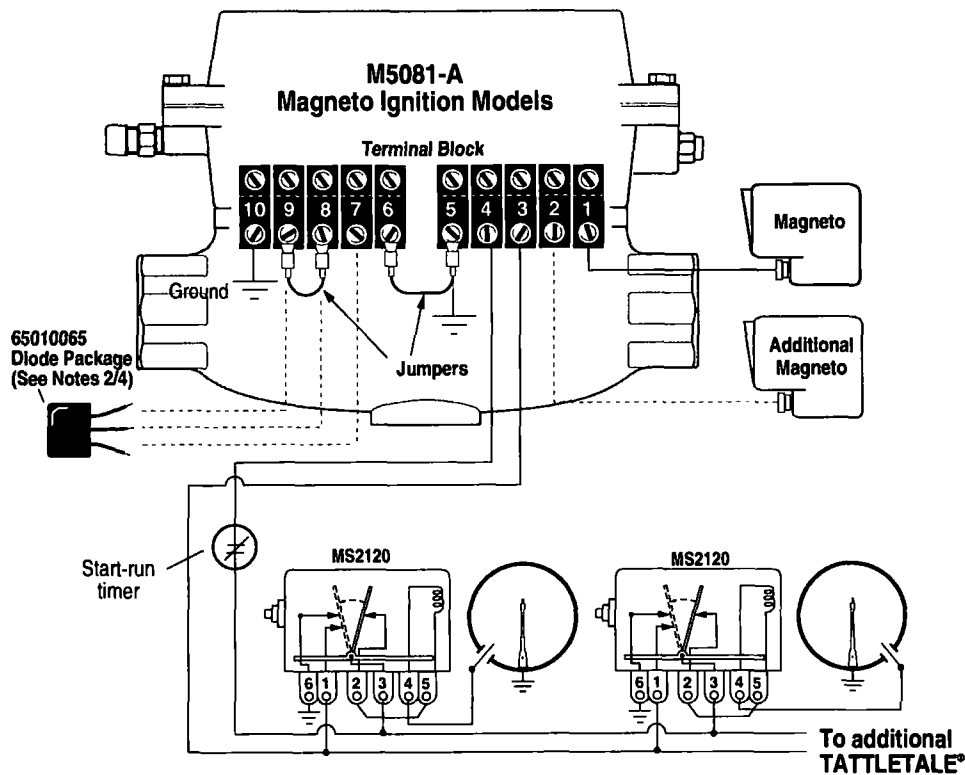 M5081-A
Magneto Ignition Models
Terminal Block
10 9 8 7 6 5 4 3 2 1
Magneto
Ground
Jumpers
Additional
Magneto
65010065
Diode Package
(See Notes 2/4)
Start-run
timer
MS2120
MS2120
6 1 2 3 4 5
6 1 2 3 4 5
To additional
TATTLETALE®